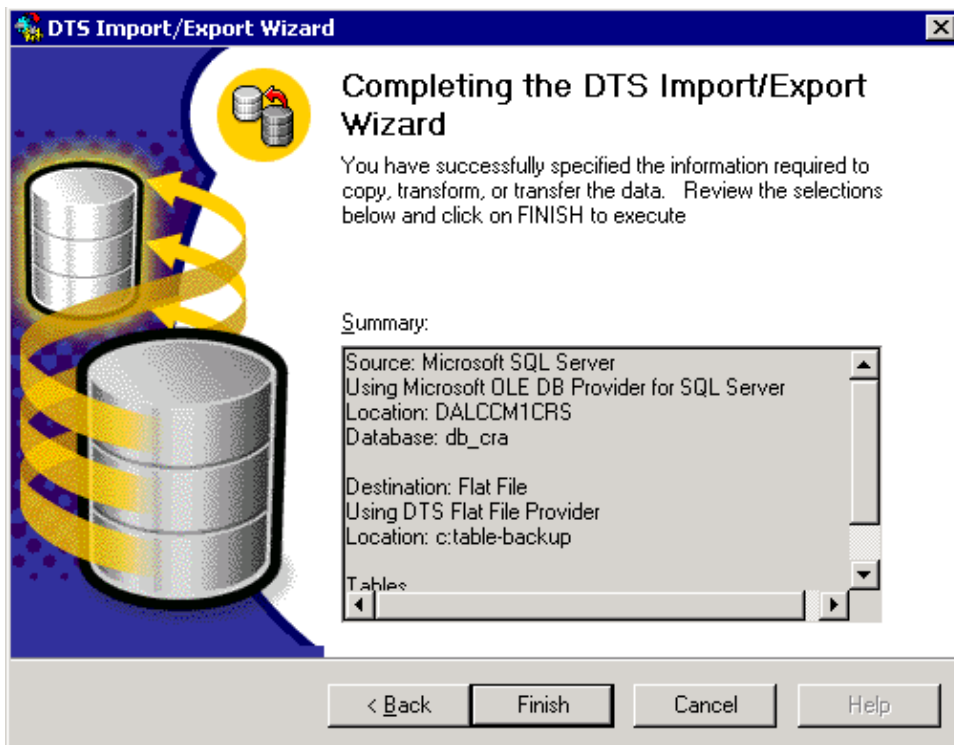 DTS Import/Export Wizard
Completing the DTS Import/Export
Wizard
You have successfully specified the information required to
copy, transform, or transfer the data. Review the selections
below and click on FINISH to execute
Summary:
Source: Microsoft SQL Server
Using Microsoft OLE DB Provider for SQL Server
Location: DALCCM1CRS
Database: db_cra
Destination: Flat File
Using DTS Flat File Provider
Location: c:table-backup
Tables
< Back
Finish
Cancel
Help